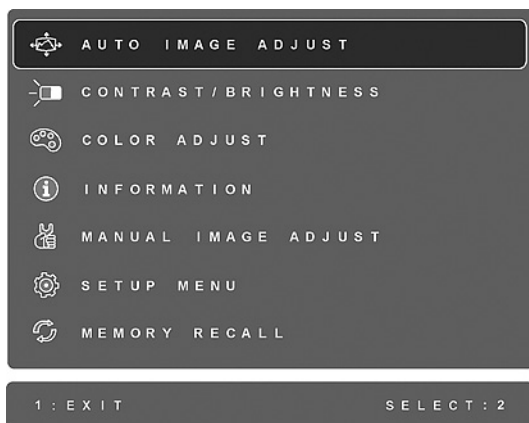 AUTO IMAGE ADJUST
CONTRAST/BRIGHTNESS
COLOR ADJUST
INFORMATION
MANUAL IMAGE ADJUST
SETUP MENU
MEMORY RECALL
1:EXIT SELECT:2